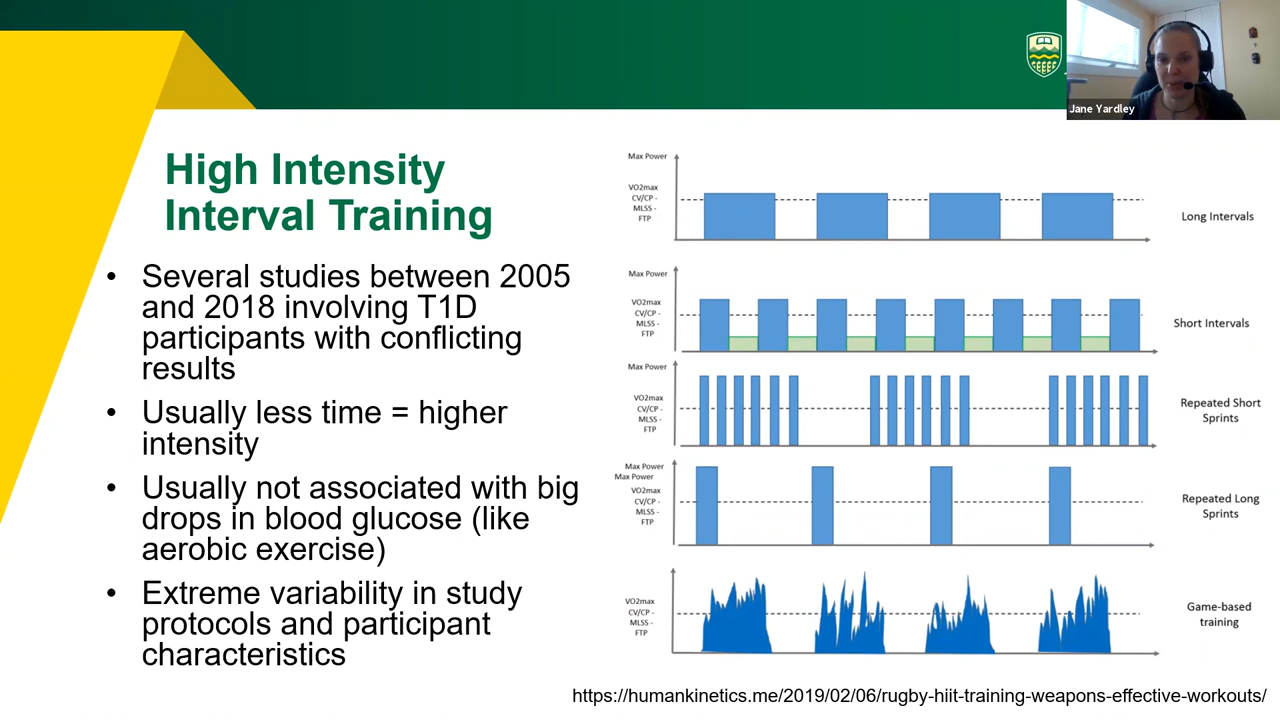 Jane Yardley
High Intensity
Interval Training
• Several studies between 2005
and 2018 involving T1D
participants with conflicting
results
• Usually less time = higher
intensity
• Usually not associated with big
drops in blood glucose (like
aerobic exercise)
• Extreme variability in study
protocols and participant
characteristics
Max Power
VO2max
CV/CP -
MLSS -
FTP
Long Intervals
Max Power
VO2max
CV/CP -
MLSS -
FTP
Short Intervals
Max Power
VO2max
CV/CP -
MLSS -
FTP
Repeated Short
Sprints
Max Power
Max Power
VO2max
CV/CP -
MLSS -
FTP
Repeated Long
Sprints
VO2max
CV/CP -
MLSS -
FTP
Game-based
training
https://humankinetics.me/2019/02/06/rugby-hiit-training-weapons-effective-workouts/